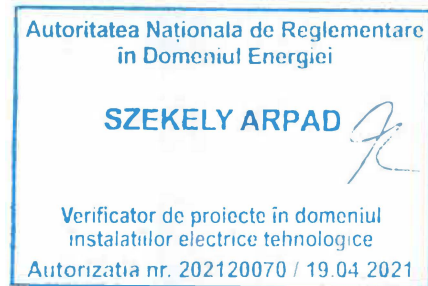 Autoritatea Naționala de Reglementare
în Domeniul Energiei
SZEKELY ARPAD
Verificator de proiecte în domeniul
instalatiilor electrice tehnologice
Autorizatia nr. 202120070 / 19.04 2021